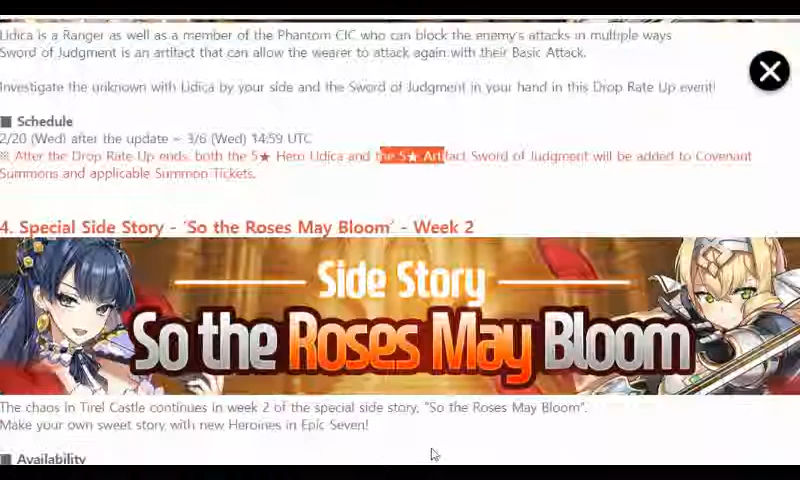 Lidica is a Ranger as well as a member of the Phantom CIC who can block the enemy's attacks in multiple ways
Sword of Judgment is an artifact that can allow the wearer to attack again with their Basic Attack.
Investigate the unknown with Lidica by your side and the Sword of Judgment in your hand in this Drop Rate Up event!
■ Schedule
2/20 (Wed) after the update ~ 3/6 (Wed) 14:59 UTC
※ After the Drop Rate Up ends, both the 5★ Hero Lidica and the 5★ Artifact Sword of Judgment will be added to Covenant
Summons and applicable Summon Tickets.
4. Special Side Story - 'So the Roses May Bloom' - Week 2
Side Story
So the Roses May Bloom
The chaos in Tirel Castle continues in week 2 of the special side story, "So the Roses May Bloom".
Make your own sweet story with new Heroines in Epic Seven!
■ Availability